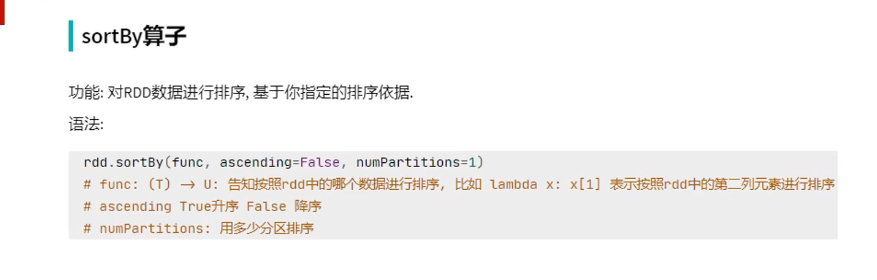 sortBy算子
功能: 对RDD数据进行排序, 基于你指定的排序依据.
语法:
rdd.sortBy(func, ascending=False, numPartitions=1)
# func: (T) → U: 告知按照rdd中的哪个数据进行排序, 比如 lambda x: x[1] 表示按照rdd中的第二列元素进行排序
# ascending True升序 False 降序
# numPartitions: 用多少分区排序